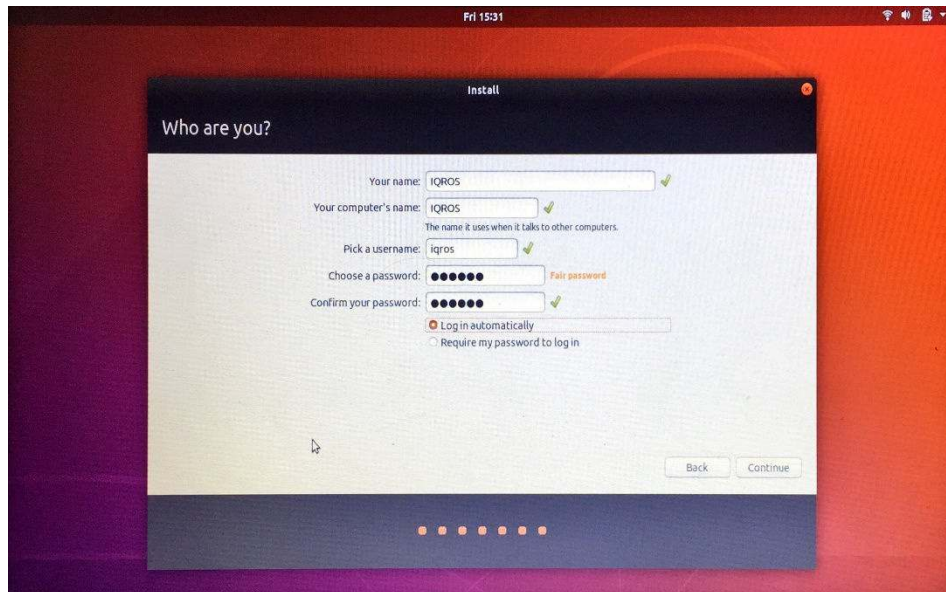 Fri 15:31
Install
Who are you?
Your name: IQROS
Your computer's name: IQROS
The name it uses when it talks to other computers.
Pick a username: iqros
Choose a password: ●●●●●● Fair password
Confirm your password: ●●●●●●
Log in automatically
Require my password to log in
Back Continue